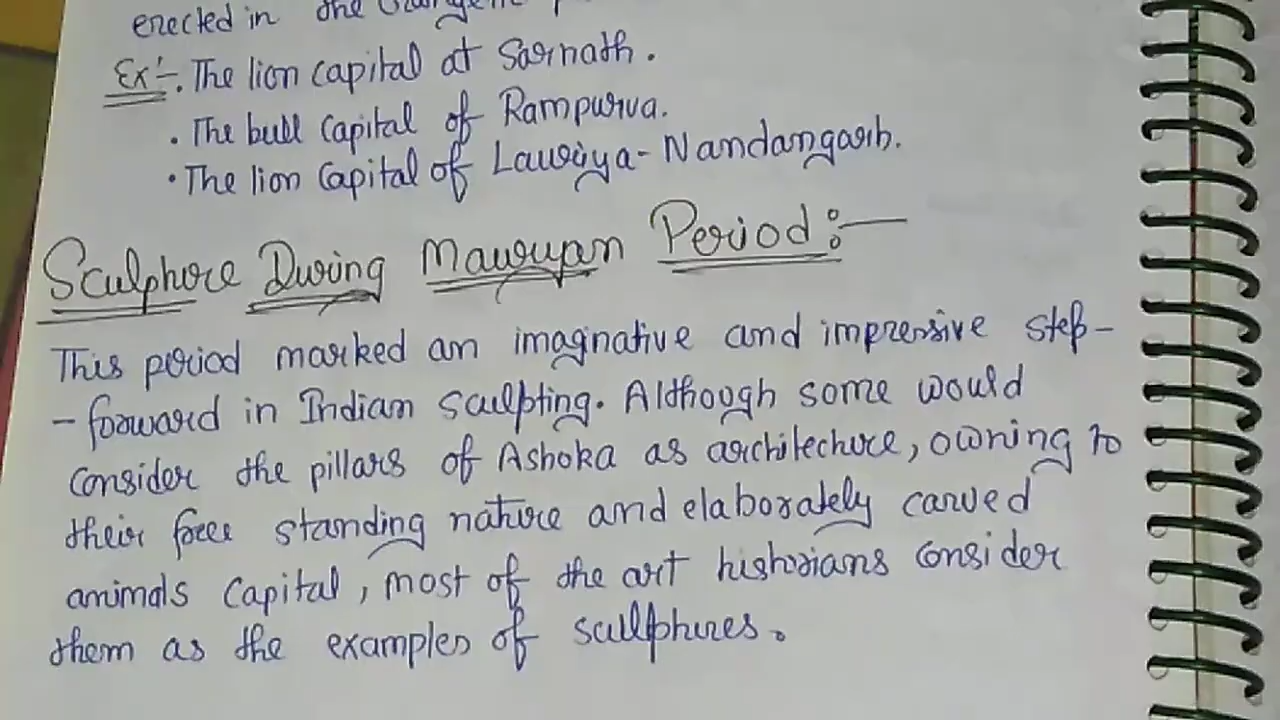 erected in the
Ex:-. The lion capital at Sarnath.
. The bull capital of Rampurva.
. The lion capital of Lauriya-Nandangarh.
Sculpture During Mauryan Period:—
This period marked an imaginative and impressive step-
-forward in Indian sculpting. Although some would
consider the pillars of Ashoka as architecture, owning to
their free standing nature and elaborately carved
animals capital, most of the art historians consider
them as the examples of sculptures.